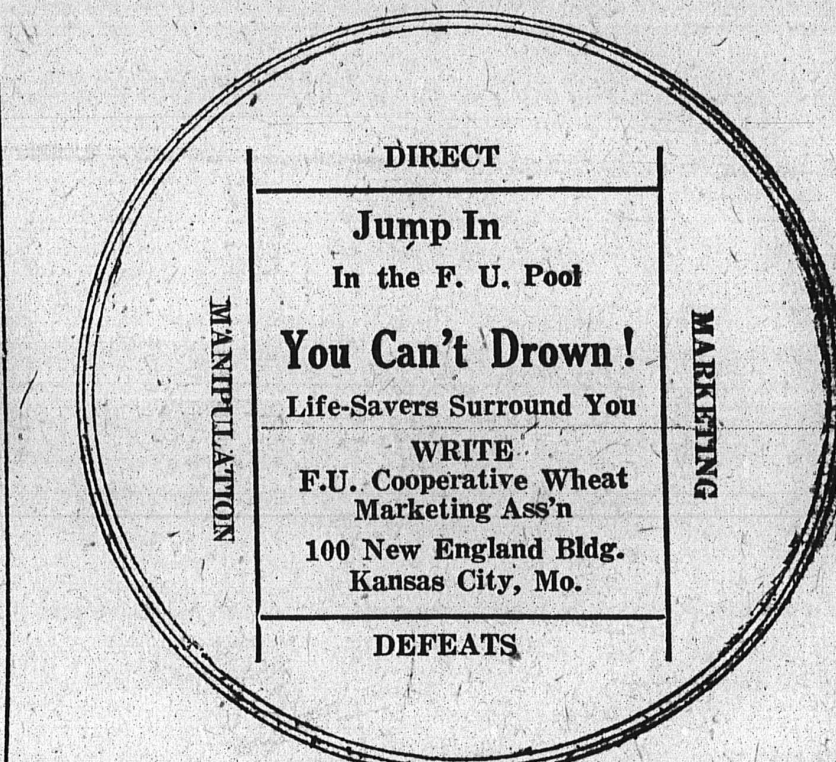 DIRECT
Jump In
In the F. U. Pool
You Can't Drown!
Life-Savers Surround You
WRITE
F.U. Cooperative Wheat
Marketing Ass'n
100 New England Bldg.
Kansas City, Mo.
MARKETING
DEFEATS
MANIPULATION